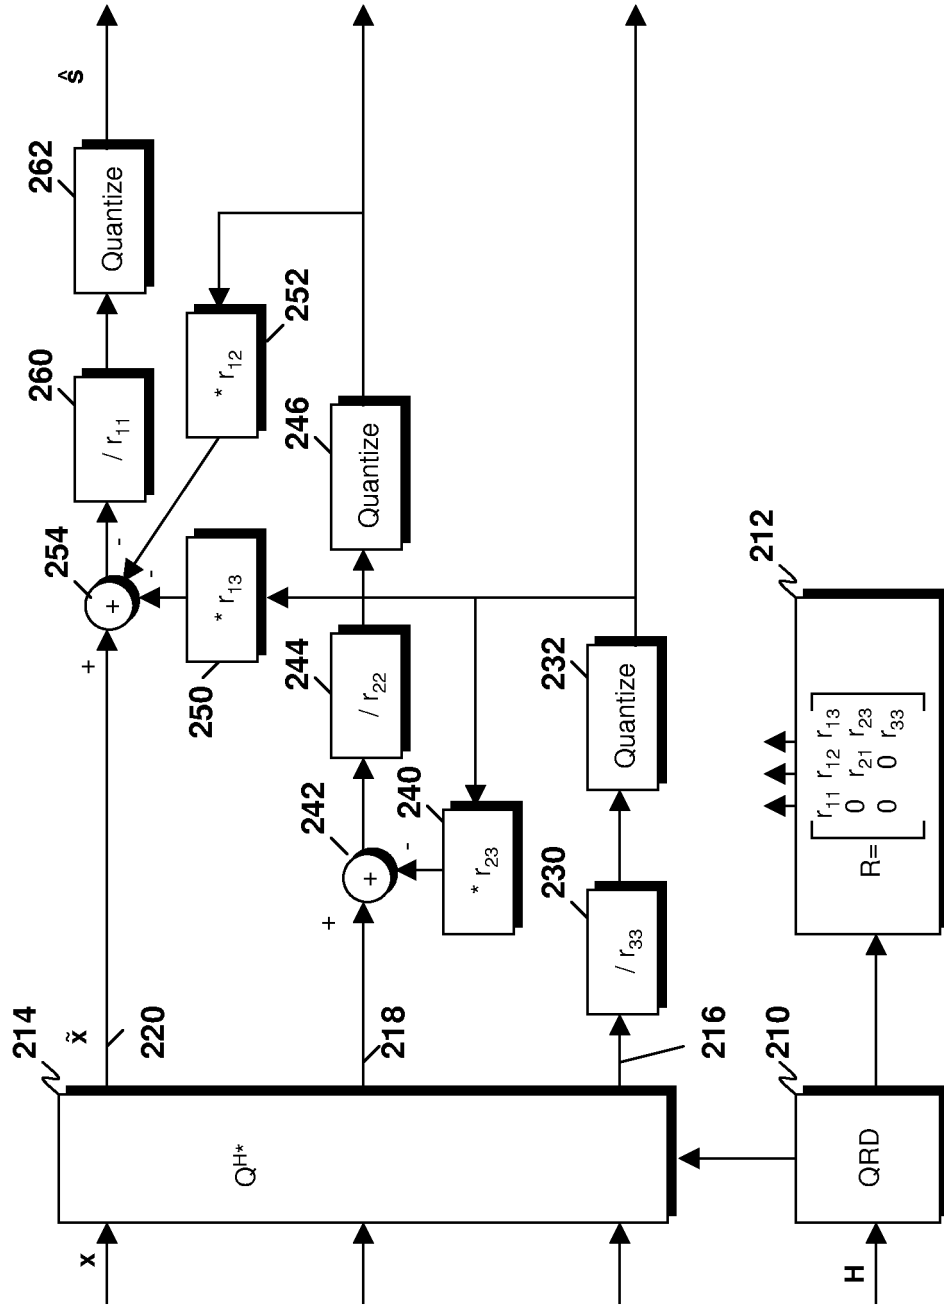 214
254
260
262
x
x̃
220
+
+
-
-
/ r₁₁
Quantize
ŝ
250
* r₁₃
* r₁₂
252
Qᴴ*
242
244
246
+
218
+
-
/ r₂₂
Quantize
240
* r₂₃
230
232
216
/ r₃₃
Quantize
210
212
H
QRD
R=
r₁₁ r₁₂ r₁₃
0 r₂₁ r₂₃
0 0 r₃₃